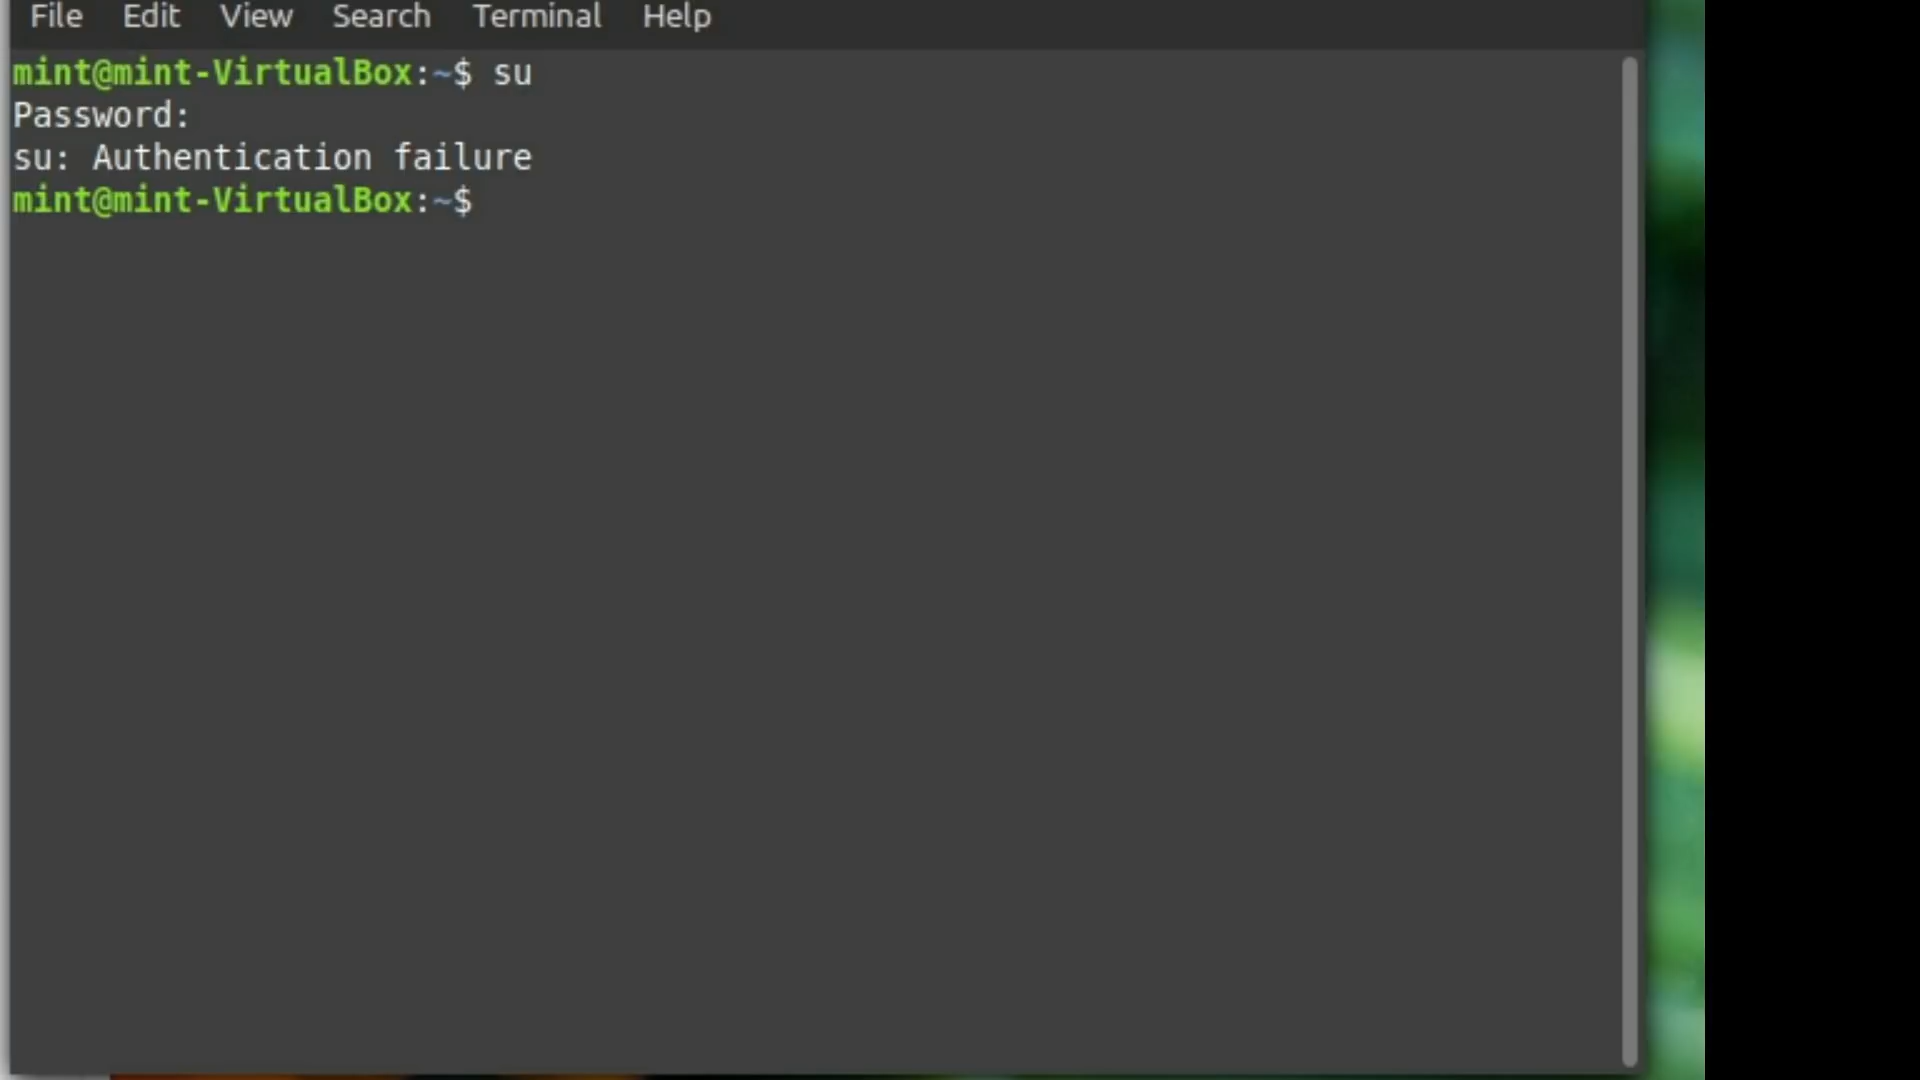 File Edit View Search Terminal Help
mint@mint-VirtualBox:~$ su
Password:
su: Authentication failure
mint@mint-VirtualBox:~$